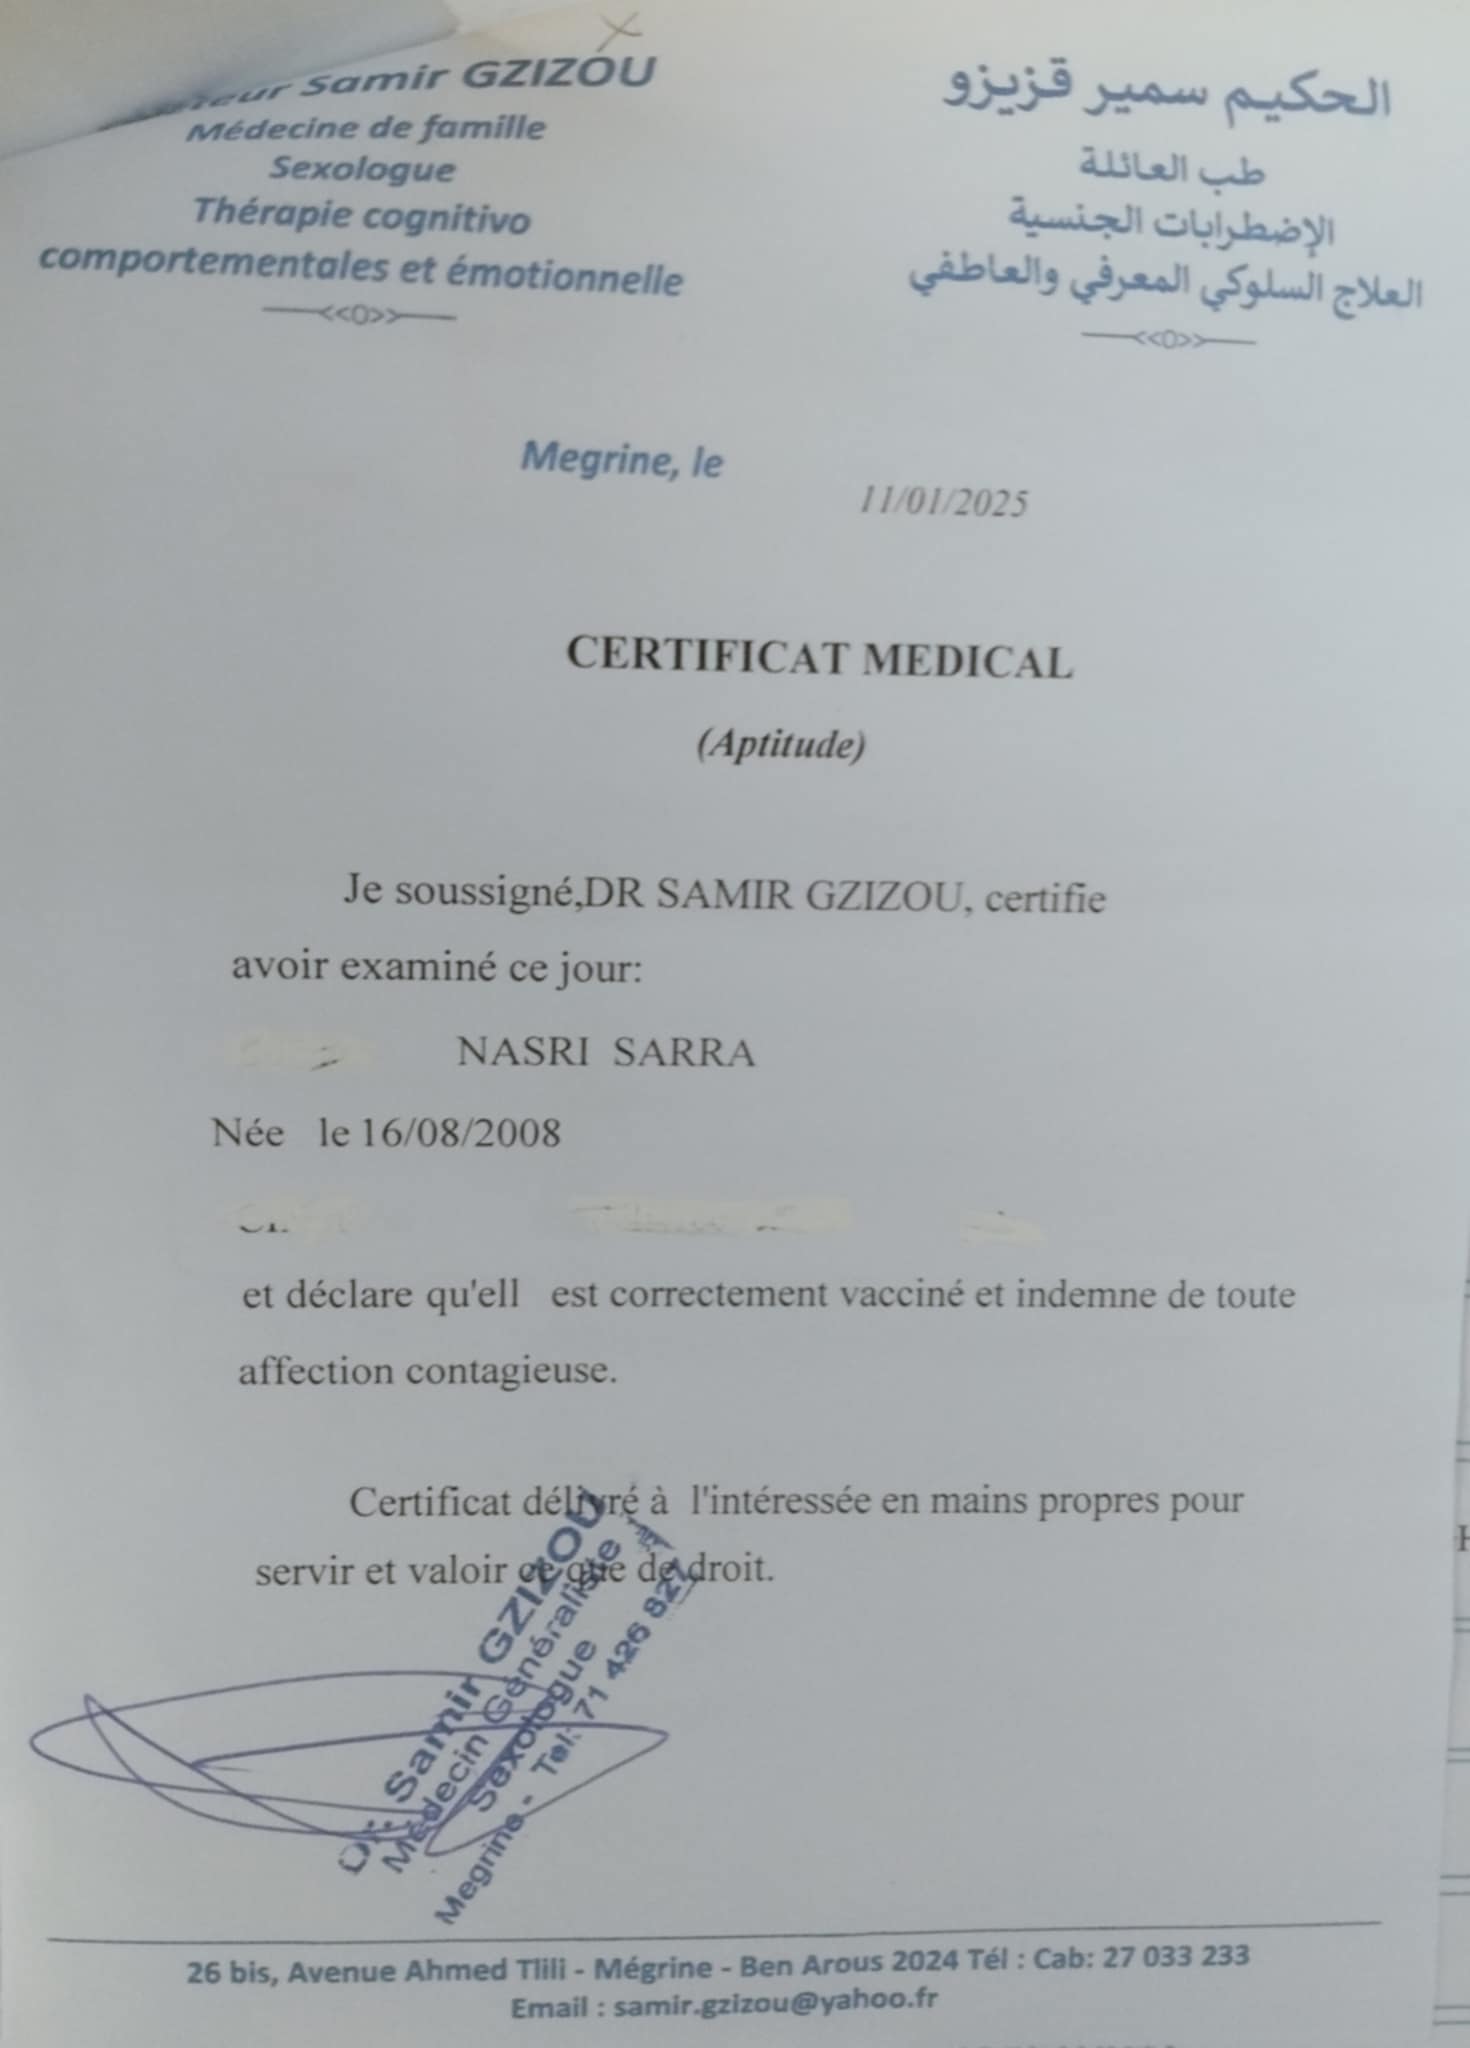 Samir GZIZOU
Médecine de famille
Sexologue
Thérapie cognitivo
comportementales et émotionnelle
الحكيم سمير قزيزو
طب العائلة
الإضطرابات الجنسية
العلاج السلوكي المعرفي والعاطفي
Megrine, le
11/01/2025
CERTIFICAT MEDICAL
(Aptitude)
Je soussigné,DR SAMIR GZIZOU, certifie
avoir examiné ce jour:
NASRI SARRA
Née le 16/08/2008
et déclare qu'ell est correctement vacciné et indemne de toute
affection contagieuse.
Certificat délivré à l'intéressée en mains propres pour
servir et valoir ce que de droit.
Dr. Samir GZIZOU
Médecin Généraliste
Sexologue
Megrine - Tel: 71 426 827
26 bis, Avenue Ahmed Tlili - Mégrine - Ben Arous 2024 Tél : Cab: 27 033 233
Email : samir.gzizou@yahoo.fr